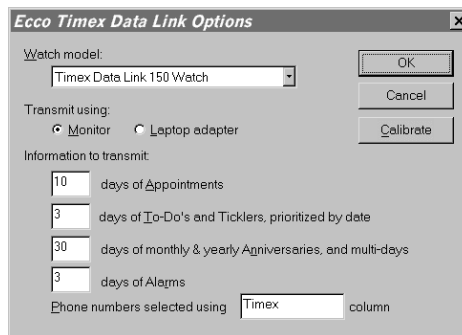 Ecco Timex Data Link Options
Watch model:
Timex Data Link 150 Watch
OK
Cancel
Transmit using:
Monitor Laptop adapter
Calibrate
Information to transmit:
10 days of Appointments
3 days of To-Do's and Ticklers, prioritized by date
30 days of monthly & yearly Anniversaries, and multi-days
3 days of Alarms
Phone numbers selected using Timex column